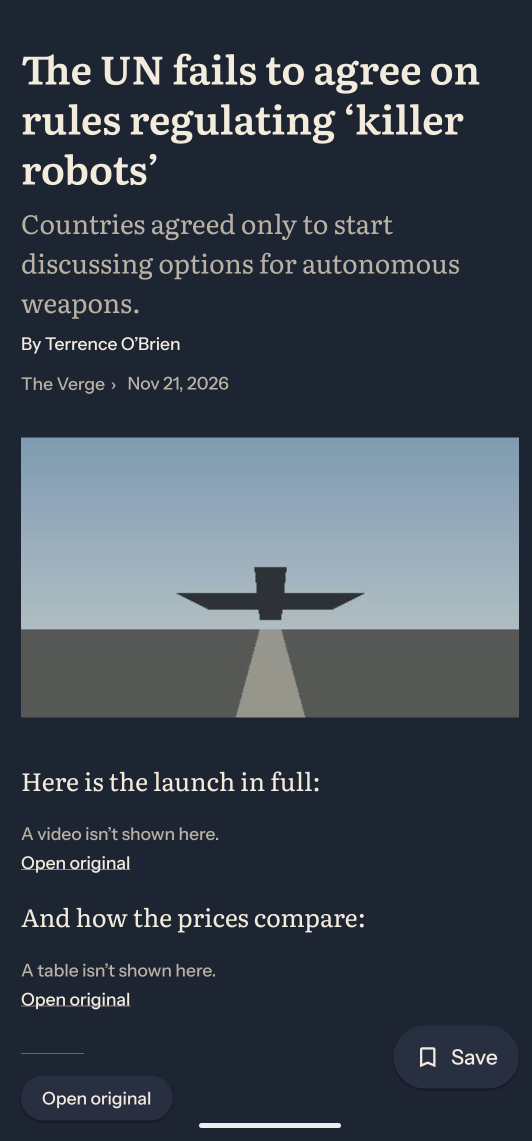 The UN fails to agree on
rules regulating ‘killer
robots’
Countries agreed only to start
discussing options for autonomous
weapons.
By Terrence O’Brien
The Verge › Nov 21, 2026
Here is the launch in full:
A video isn’t shown here.
Open original
And how the prices compare:
A table isn’t shown here.
Open original
Save
Open original